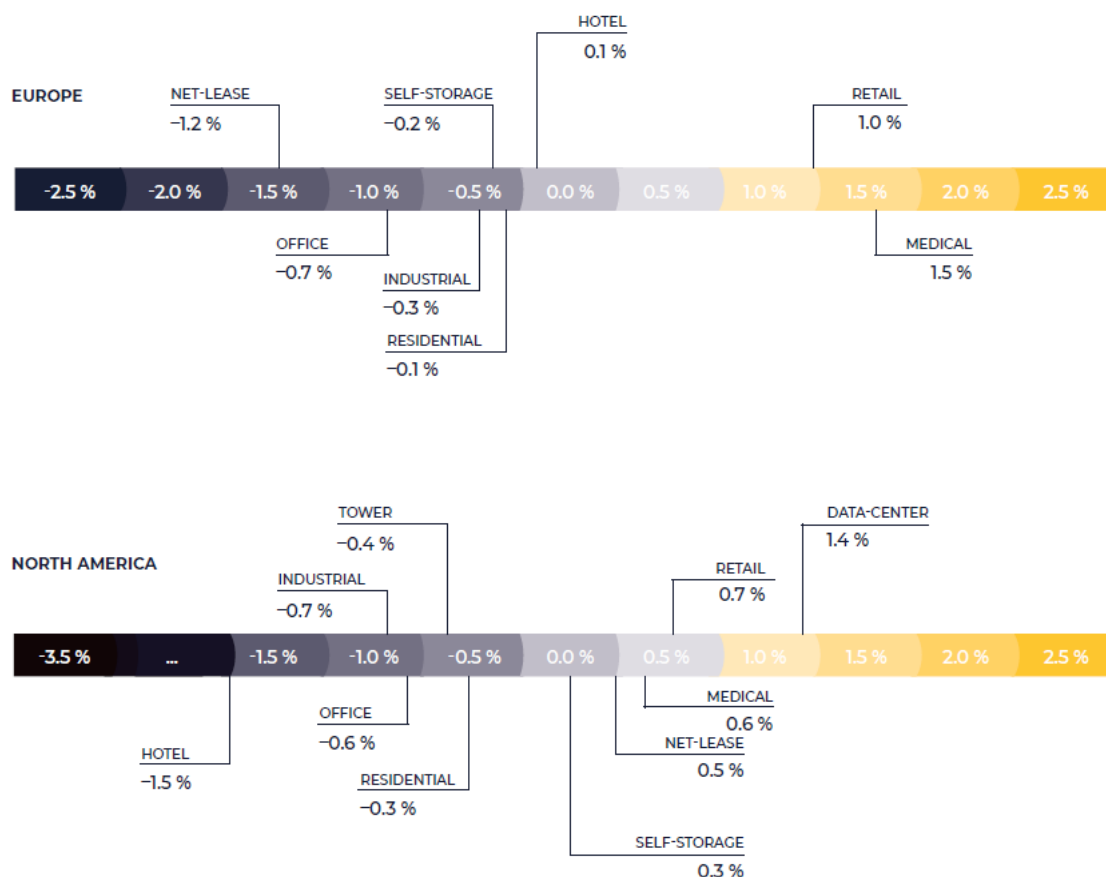 HOTEL
0.1 %
EUROPE
NET-LEASE
–1.2 %
SELF-STORAGE
–0.2 %
RETAIL
1.0 %
-2.5 % -2.0 % -1.5 % -1.0 % -0.5 % 0.0 % 0.5 % 1.0 % 1.5 % 2.0 % 2.5 %
OFFICE
–0.7 %
INDUSTRIAL
–0.3 %
RESIDENTIAL
–0.1 %
MEDICAL
1.5 %
TOWER
–0.4 %
DATA-CENTER
1.4 %
NORTH AMERICA
INDUSTRIAL
–0.7 %
RETAIL
0.7 %
-3.5 % ... -1.5 % -1.0 % -0.5 % 0.0 % 0.5 % 1.0 % 1.5 % 2.0 % 2.5 %
MEDICAL
0.6 %
OFFICE
–0.6 %
NET-LEASE
0.5 %
HOTEL
–1.5 %
RESIDENTIAL
–0.3 %
SELF-STORAGE
0.3 %